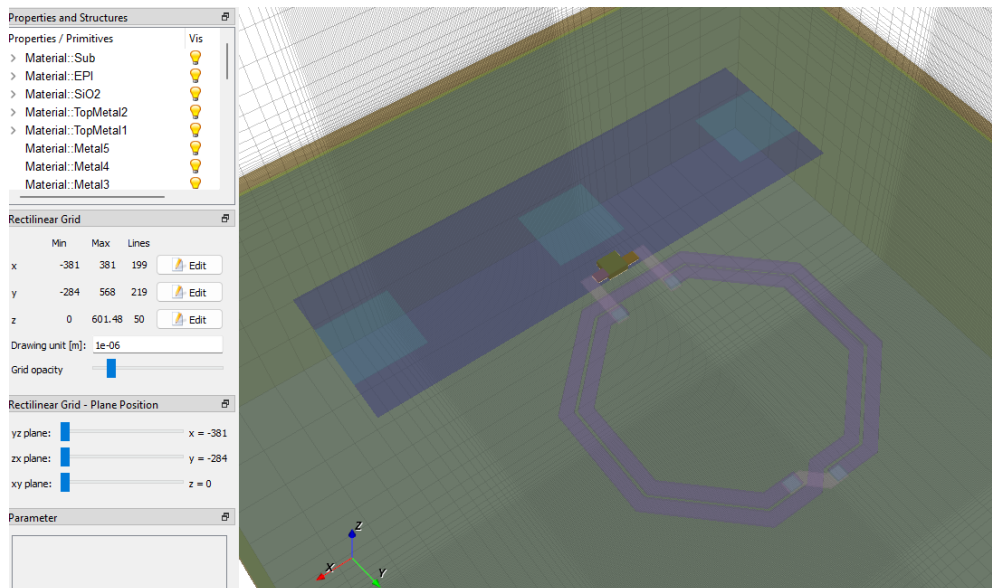 Properties and Structures
Properties / Primitives Vis
Material::Sub
Material::EPI
Material::SiO2
Material::TopMetal2
Material::TopMetal1
Material::Metal5
Material::Metal4
Material::Metal3
Rectilinear Grid
Min Max Lines
x -381 381 199 Edit
y -284 568 219 Edit
z 0 601.48 50 Edit
Drawing unit [m]: 1e-06
Grid opacity
Rectilinear Grid - Plane Position
yz plane: x = -381
zx plane: y = -284
xy plane: z = 0
Parameter
Z
X
Y